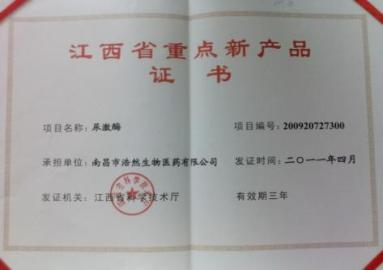 江西省重点新产品
证书
项目名称：尿激酶 项目编号：200920727300
承担单位：南昌市浩然生物医药有限公司 发证时间：二〇一一年四月
发证机关：江西省科学技术厅 有效期三年